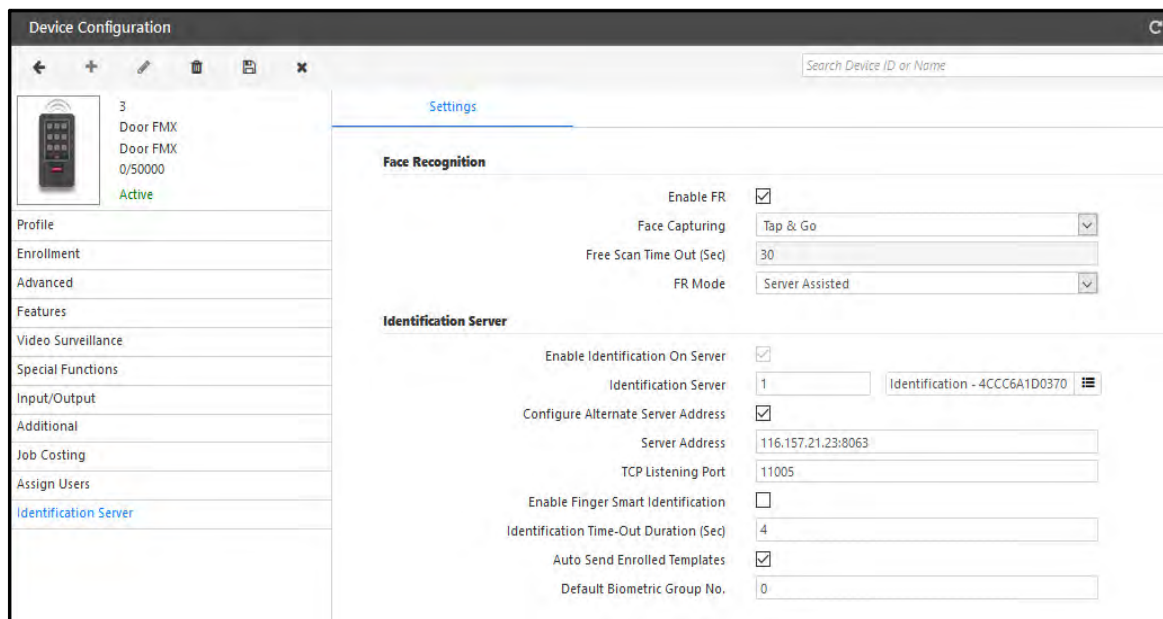 Device Configuration
Search Device ID or Name
3
Door FMX
Door FMX
0/50000
Active
Profile
Enrollment
Advanced
Features
Video Surveillance
Special Functions
Input/Output
Additional
Job Costing
Assign Users
Identification Server
Settings
Face Recognition
Enable FR
Face Capturing Tap & Go
Free Scan Time Out (Sec) 30
FR Mode Server Assisted
Identification Server
Enable Identification On Server
Identification Server 1 Identification - 4CCC6A1D0370
Configure Alternate Server Address
Server Address 116.157.21.23:8063
TCP Listening Port 11005
Enable Finger Smart Identification
Identification Time-Out Duration (Sec) 4
Auto Send Enrolled Templates
Default Biometric Group No. 0